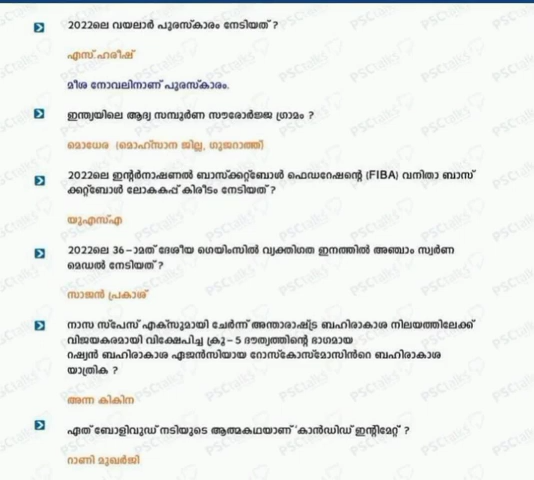 2022ലെ വയലാർ പുരസ്കാരം നേടിയത് ?
എസ്.ഹരീഷ്
മീശ നോവലിനാണ് പുരസ്കാരം.
ഇന്ത്യയിലെ ആദ്യ സമ്പൂർണ സൗരോർജ്ജ ഗ്രാമം ?
മൊധേര (മൊഹ്സാന ജില്ല, ഗുജറാത്ത്)
2022ലെ ഇന്റർനാഷണൽ ബാസ്ക്കറ്റ്ബോൾ ഫെഡറേഷന്റെ (FIBA) വനിതാ ബാസ്
ക്കറ്റ്ബോൾ ലോകകപ്പ് കിരീടം നേടിയത് ?
യുഎസ്എ
2022ലെ 36 -ാമത് ദേശീയ ഗെയിംസിൽ വ്യക്തിഗത ഇനത്തിൽ അഞ്ചാം സ്വർണ
മെഡൽ നേടിയത് ?
സാജൻ പ്രകാശ്
നാസ സ്പേസ് എക്സുമായി ചേർന്ന് അന്താരാഷ്ട്ര ബഹിരാകാശ നിലയത്തിലേക്ക്
വിജയകരമായി വിക്ഷേപിച്ച ക്രൂ - 5 ദൗത്യത്തിന്റെ ഭാഗമായ
റഷ്യൻ ബഹിരാകാശ ഏജൻസിയായ റോസ്കോസ്മോസിൻറെ ബഹിരാകാശ
യാത്രിക ?
അന്ന കികിന
ഏത് ബോളിവുഡ് നടിയുടെ ആത്മകഥയാണ് 'കാൻഡിഡ് ഇന്റിമേറ്റ്' ?
റാണി മുഖർജി
PSCtalks